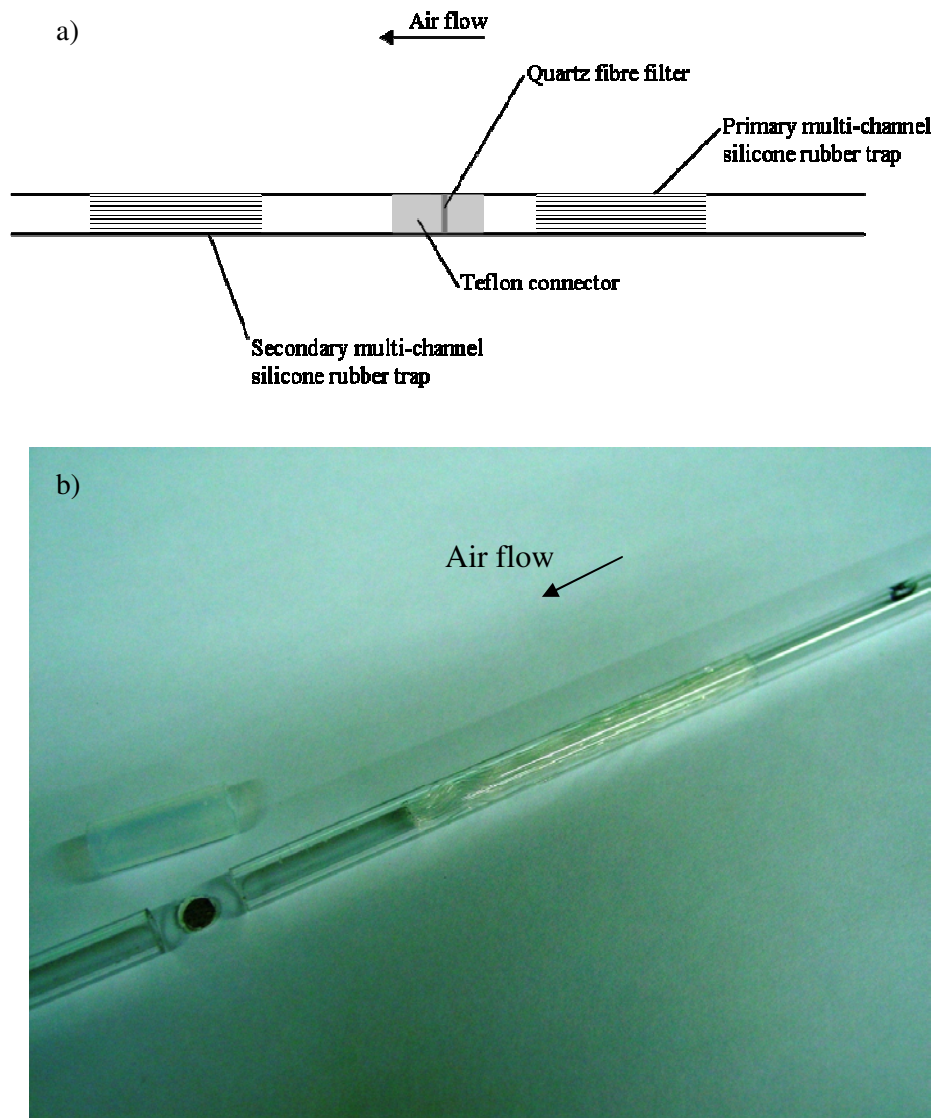 a)
Air flow
Quartz fibre filter
Primary multi-channel
silicone rubber trap
Teflon connector
Secondary multi-channel
silicone rubber trap
b)
Air flow